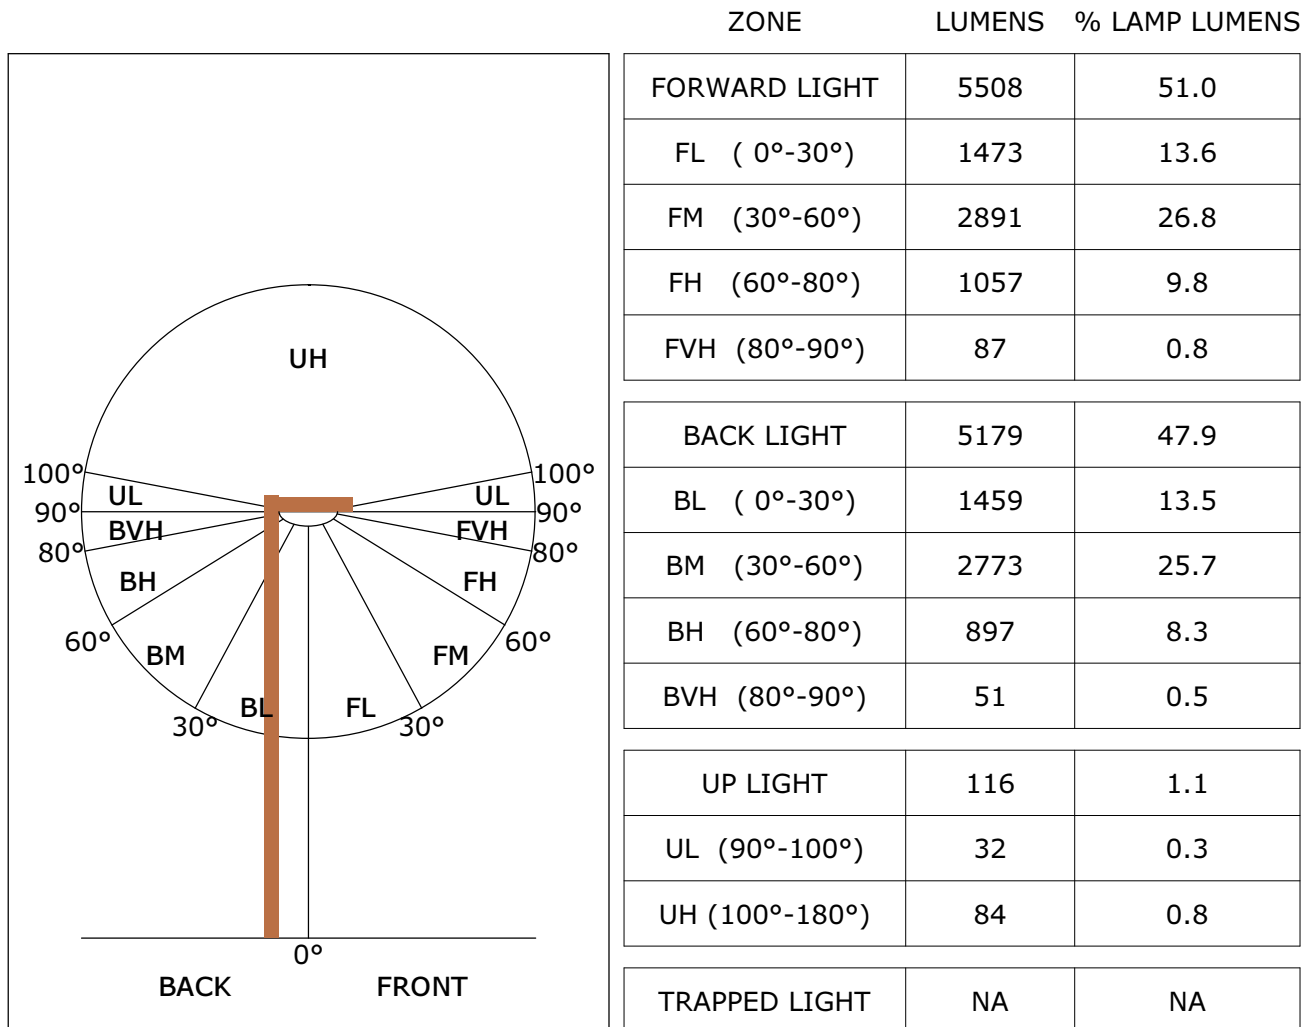 ZONE LUMENS % LAMP LUMENS
FORWARD LIGHT 5508 51.0
FL ( 0°-30°) 1473 13.6
FM (30°-60°) 2891 26.8
FH (60°-80°) 1057 9.8
FVH (80°-90°) 87 0.8
BACK LIGHT 5179 47.9
BL ( 0°-30°) 1459 13.5
BM (30°-60°) 2773 25.7
BH (60°-80°) 897 8.3
BVH (80°-90°) 51 0.5
UP LIGHT 116 1.1
UL (90°-100°) 32 0.3
UH (100°-180°) 84 0.8
TRAPPED LIGHT NA NA
UH
100° 100°
UL UL
90° 90°
BVH FVH
80° 80°
BH FH
60° 60°
BM FM
BL FL
30° 30°
0°
BACK FRONT